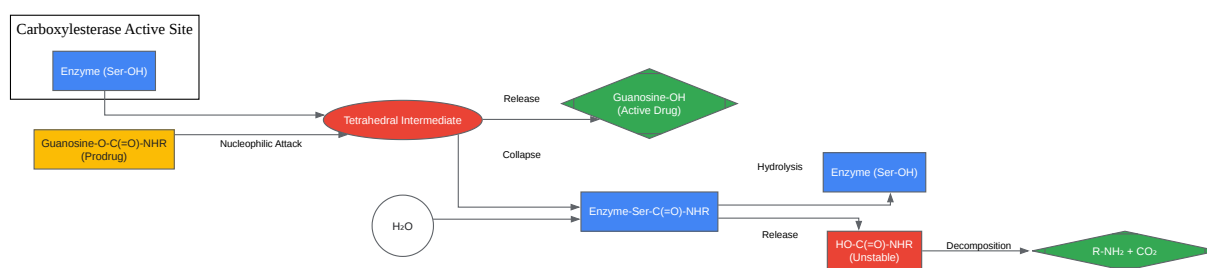 Carboxylesterase Active Site
Enzyme (Ser-OH)
Guanosine-O-C(=O)-NHR
(Prodrug)
Nucleophilic Attack
Tetrahedral Intermediate
Release
Guanosine-OH
(Active Drug)
Collapse
H₂O
Enzyme-Ser-C(=O)-NHR
Hydrolysis
Enzyme (Ser-OH)
Release
HO-C(=O)-NHR
(Unstable)
Decomposition
R-NH₂ + CO₂